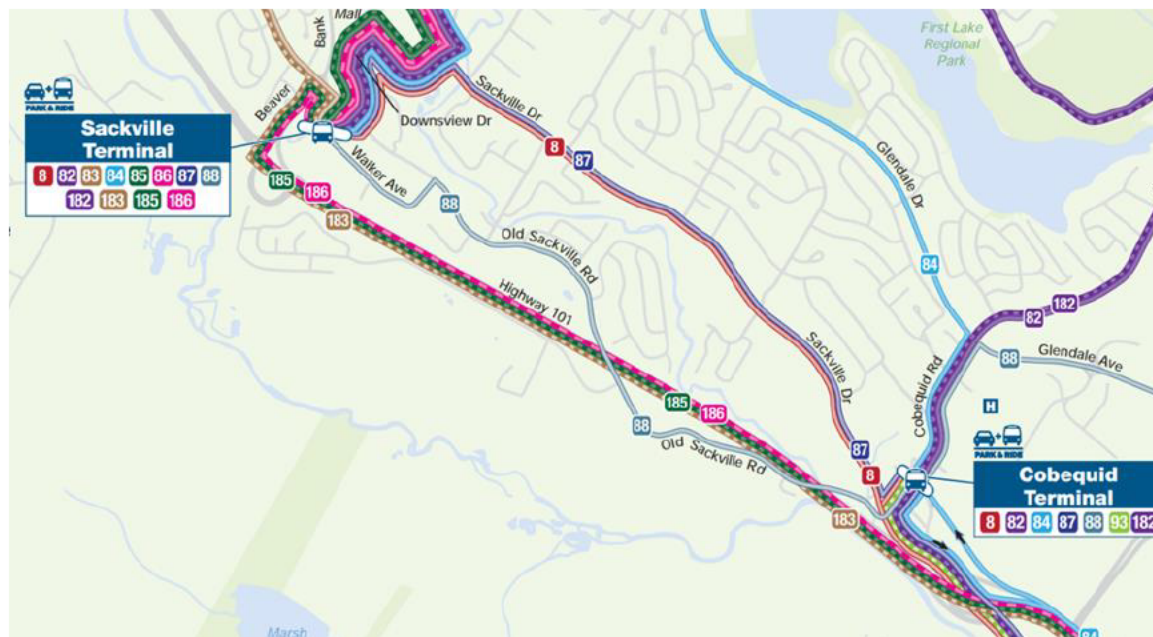 Bank
Mall
First Lake
Regional
Park
PARK & RIDE
Beaver
Sackville Dr
Sackville
Terminal
Downsview Dr
8 82 83 84 85 86 87 88
182 183 185 186
8 87
Glendale Dr
Walker Ave
185
186
183
88
Old Sackville Rd
84
Highway 101
182
82
Sackville Dr
Cobequid Rd
88
Glendale Ave
185
186
H
88
PARK & RIDE
Old Sackville Rd
87
8
Cobequid
Terminal
183
8 82 84 87 88 93 182
Marsh
84